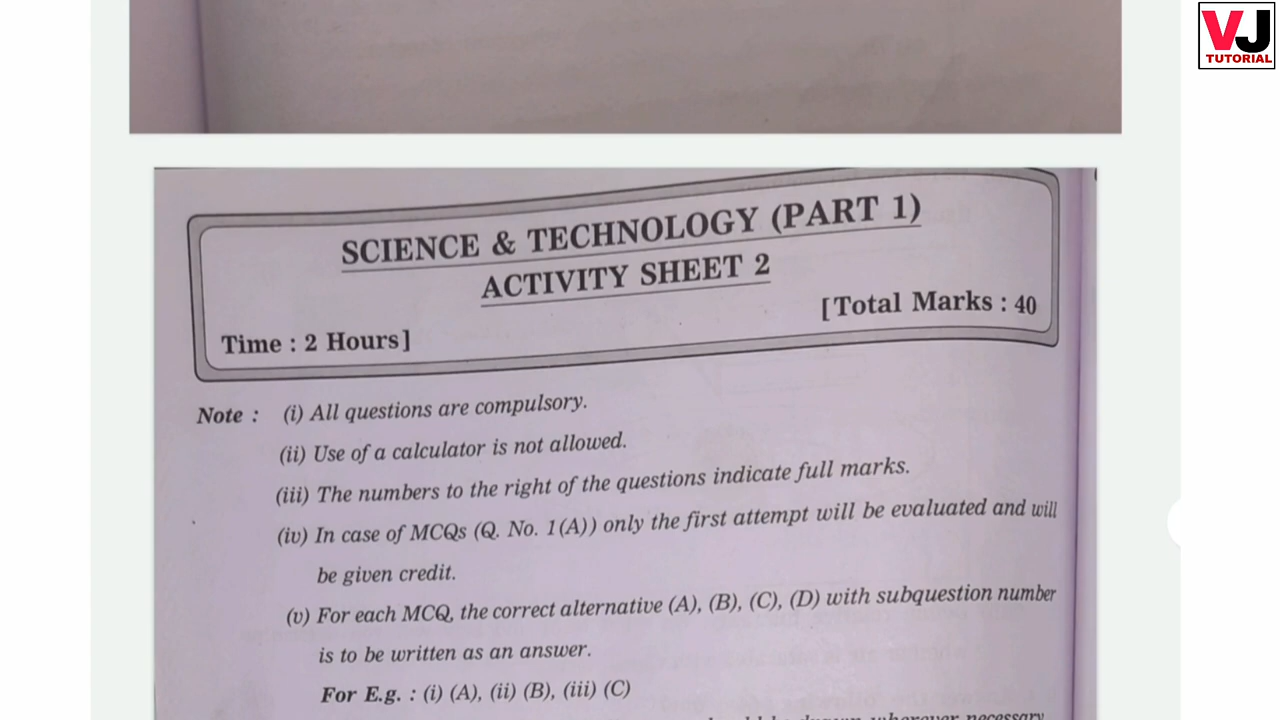 VJ
TUTORIAL
SCIENCE & TECHNOLOGY (PART 1)
ACTIVITY SHEET 2
Time : 2 Hours]
[Total Marks : 40
Note : (i) All questions are compulsory.
(ii) Use of a calculator is not allowed.
(iii) The numbers to the right of the questions indicate full marks.
(iv) In case of MCQs (Q. No. 1(A)) only the first attempt will be evaluated and will
be given credit.
(v) For each MCQ, the correct alternative (A), (B), (C), (D) with subquestion number
is to be written as an answer.
For E.g. : (i) (A), (ii) (B), (iii) (C)
wherever necessary